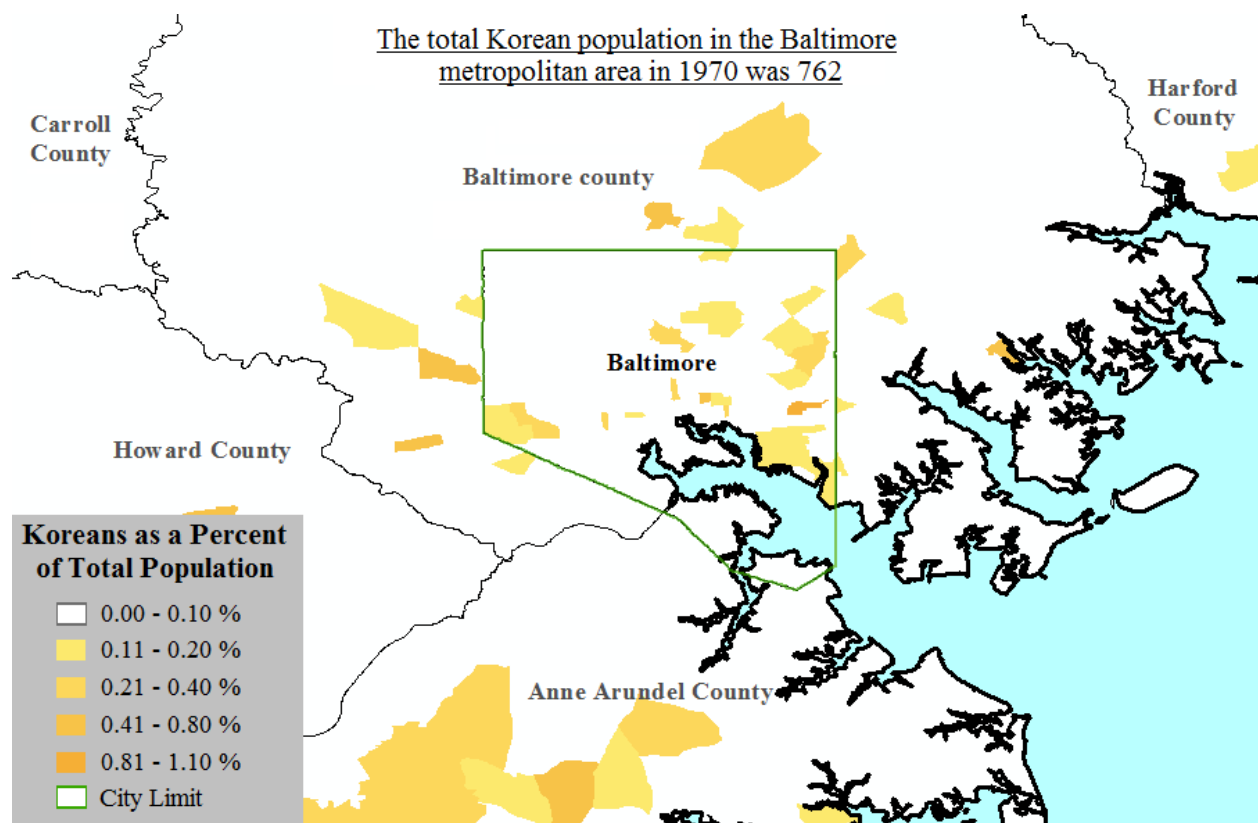 The total Korean population in the Baltimore
metropolitan area in 1970 was 762
Harford
County
Carroll
County
Baltimore county
Baltimore
Howard County
Anne Arundel County
Koreans as a Percent
of Total Population
0.00 - 0.10 %
0.11 - 0.20 %
0.21 - 0.40 %
0.41 - 0.80 %
0.81 - 1.10 %
City Limit